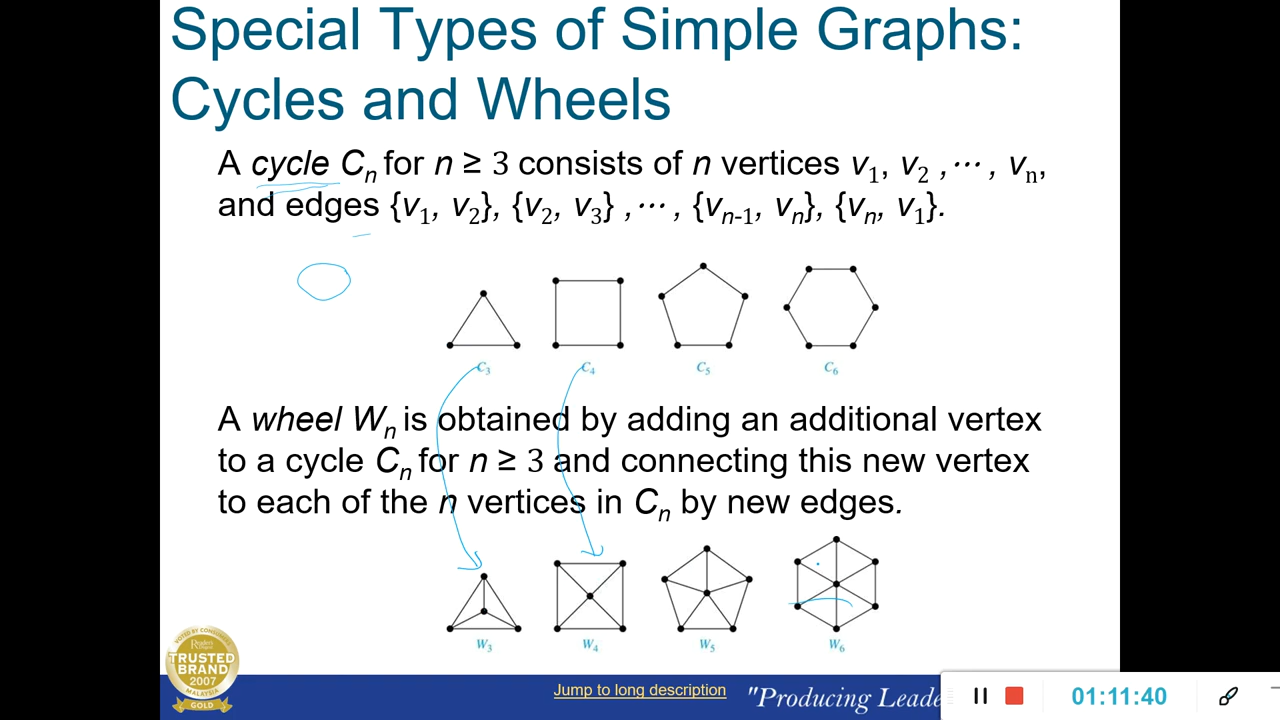 Special Types of Simple Graphs:
Cycles and Wheels
A cycle Cn for n ≥ 3 consists of n vertices v1, v2 ,⋯ , vn,
and edges {v1, v2}, {v2, v3} ,⋯ , {vn-1, vn}, {vn, v1}.
C3 C4 C5 C6
A wheel Wn is obtained by adding an additional vertex
to a cycle Cn for n ≥ 3 and connecting this new vertex
to each of the n vertices in Cn by new edges.
W3 W4 W5 W6
Reader's
Digest
TRUSTED
BRAND
2007
MALAYSIA
GOLD
Jump to long description
"Producing Leade
01:11:40